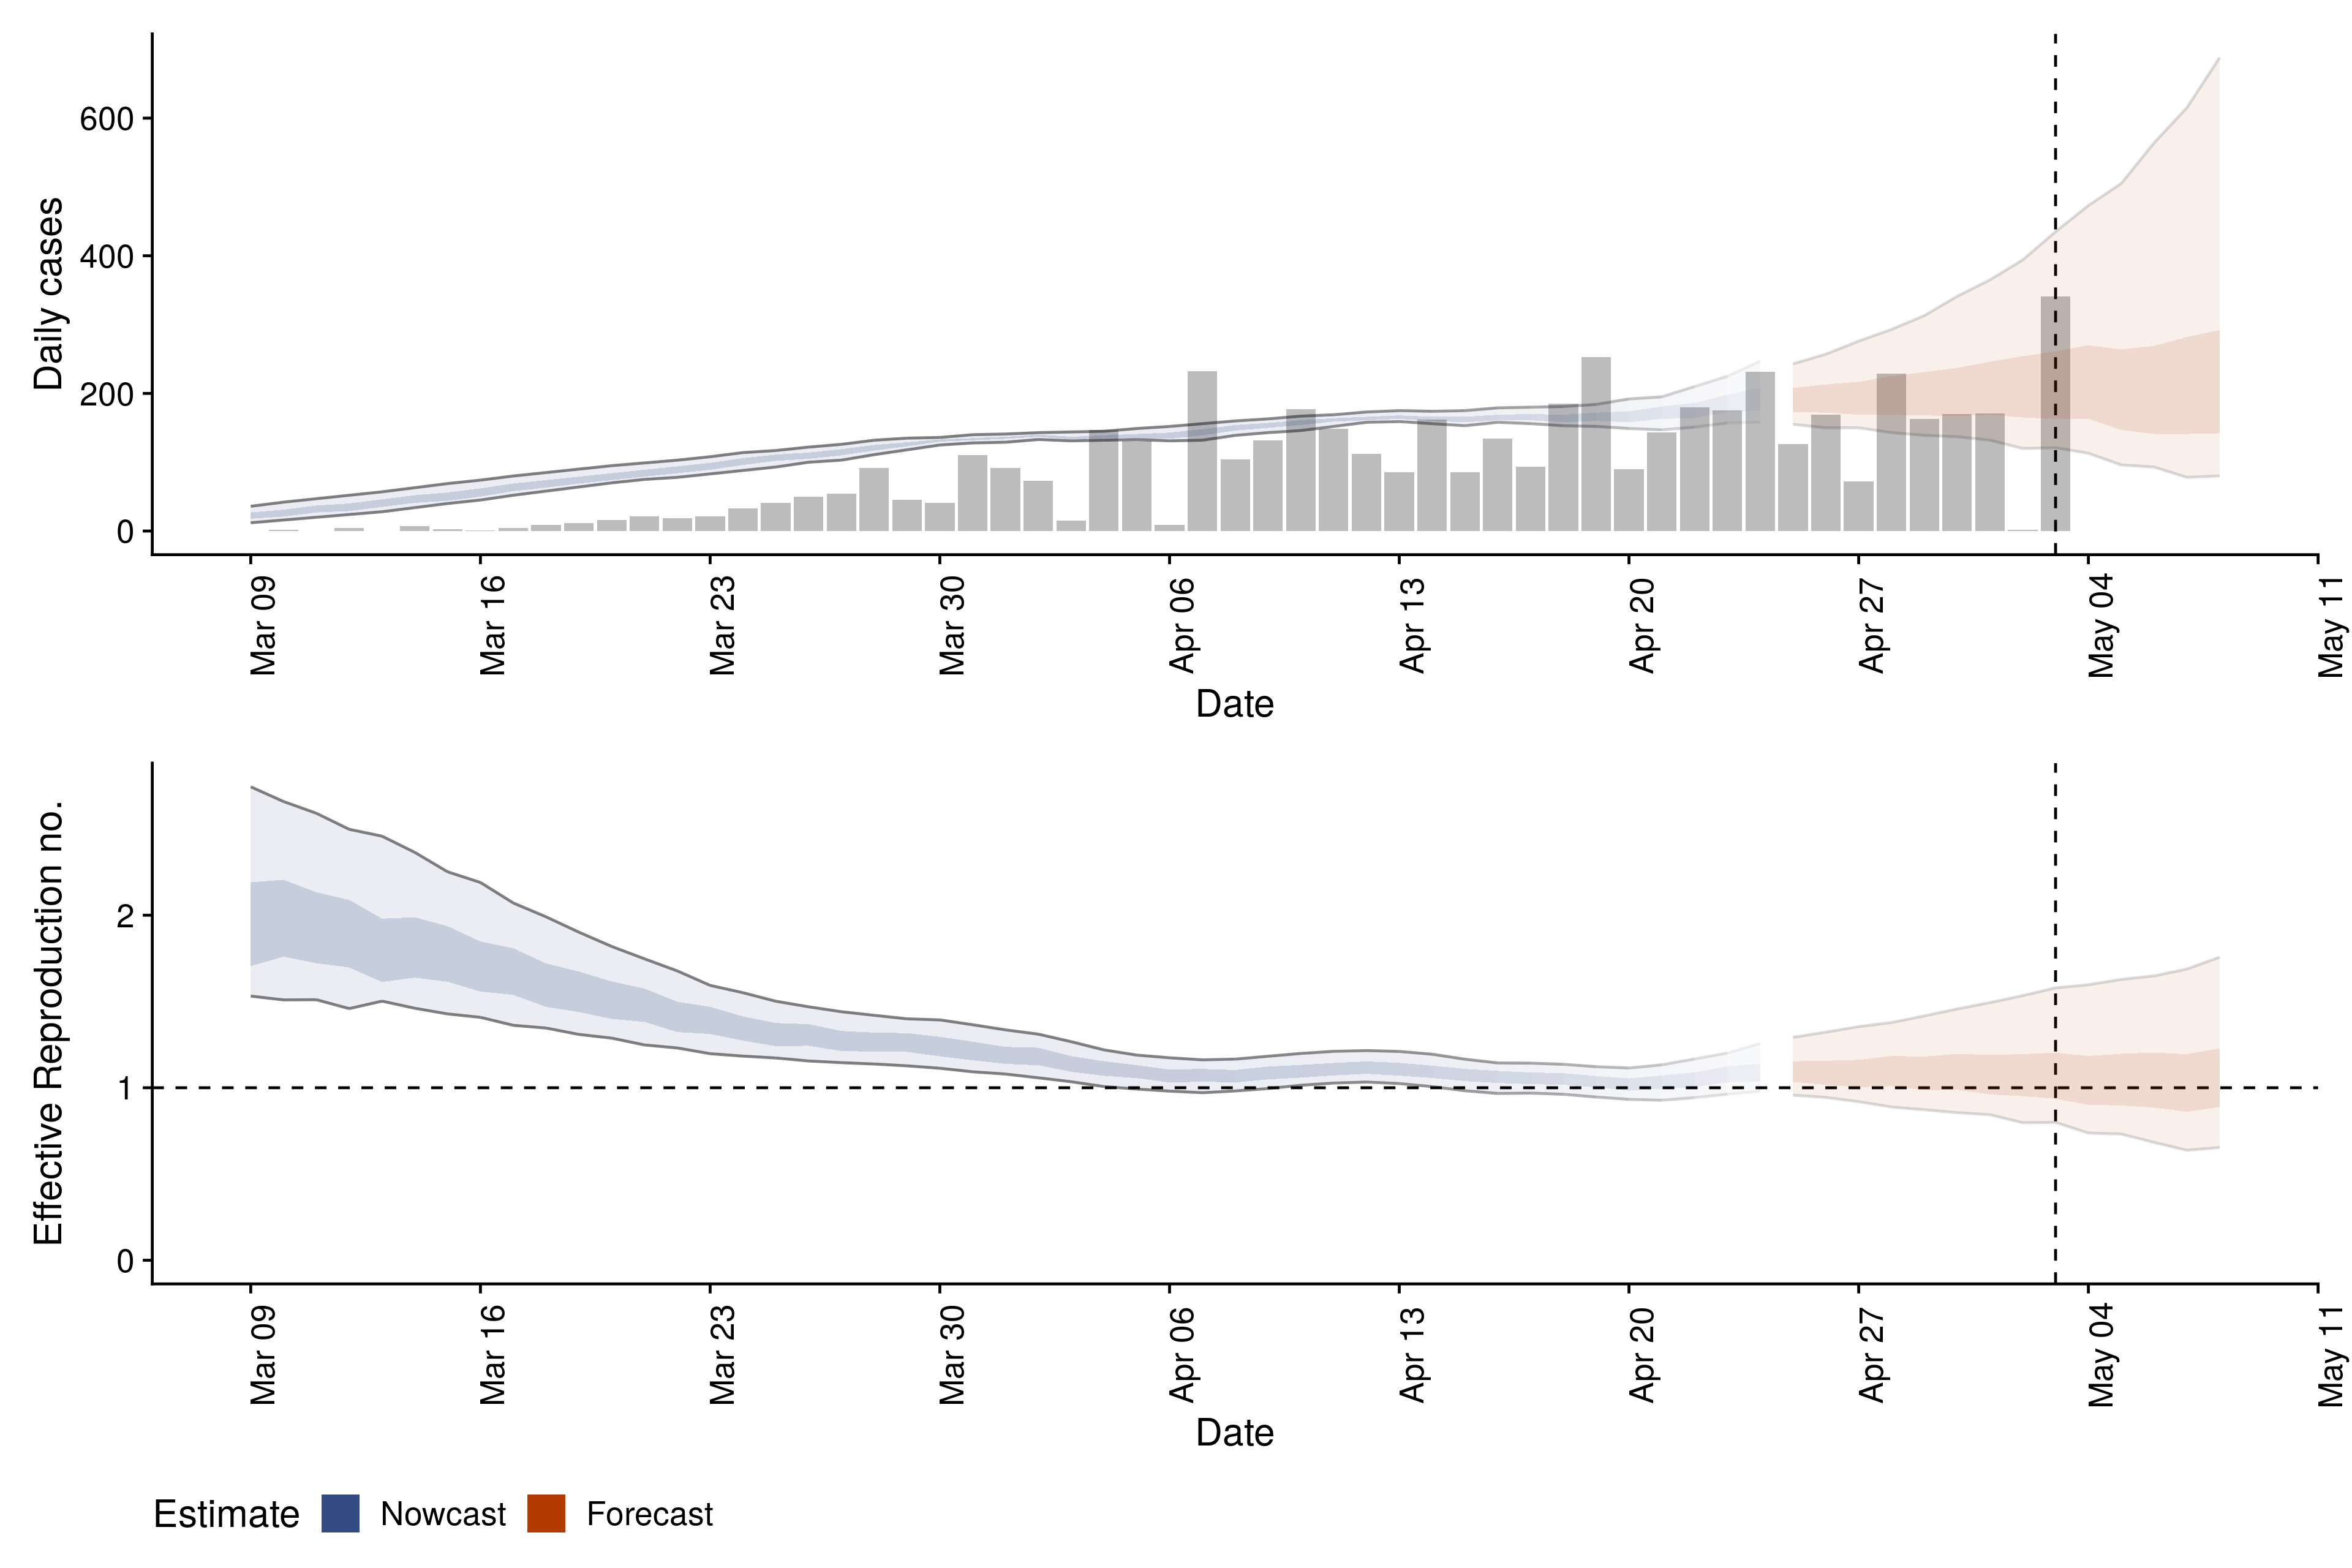 Daily cases
600
400
200
0
Mar 09
Mar 16
Mar 23
Mar 30
Apr 06
Apr 13
Apr 20
Apr 27
May 04
May 11
Date
Effective Reproduction no.
2
1
0
Mar 09
Mar 16
Mar 23
Mar 30
Apr 06
Apr 13
Apr 20
Apr 27
May 04
May 11
Date
Estimate Nowcast Forecast